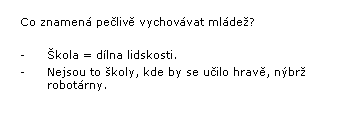 Co znamená pečlivě vychovávat mládež?
- Škola = dílna lidskosti.
- Nejsou to školy, kde by se učilo hravě, nýbrž
robotárny.